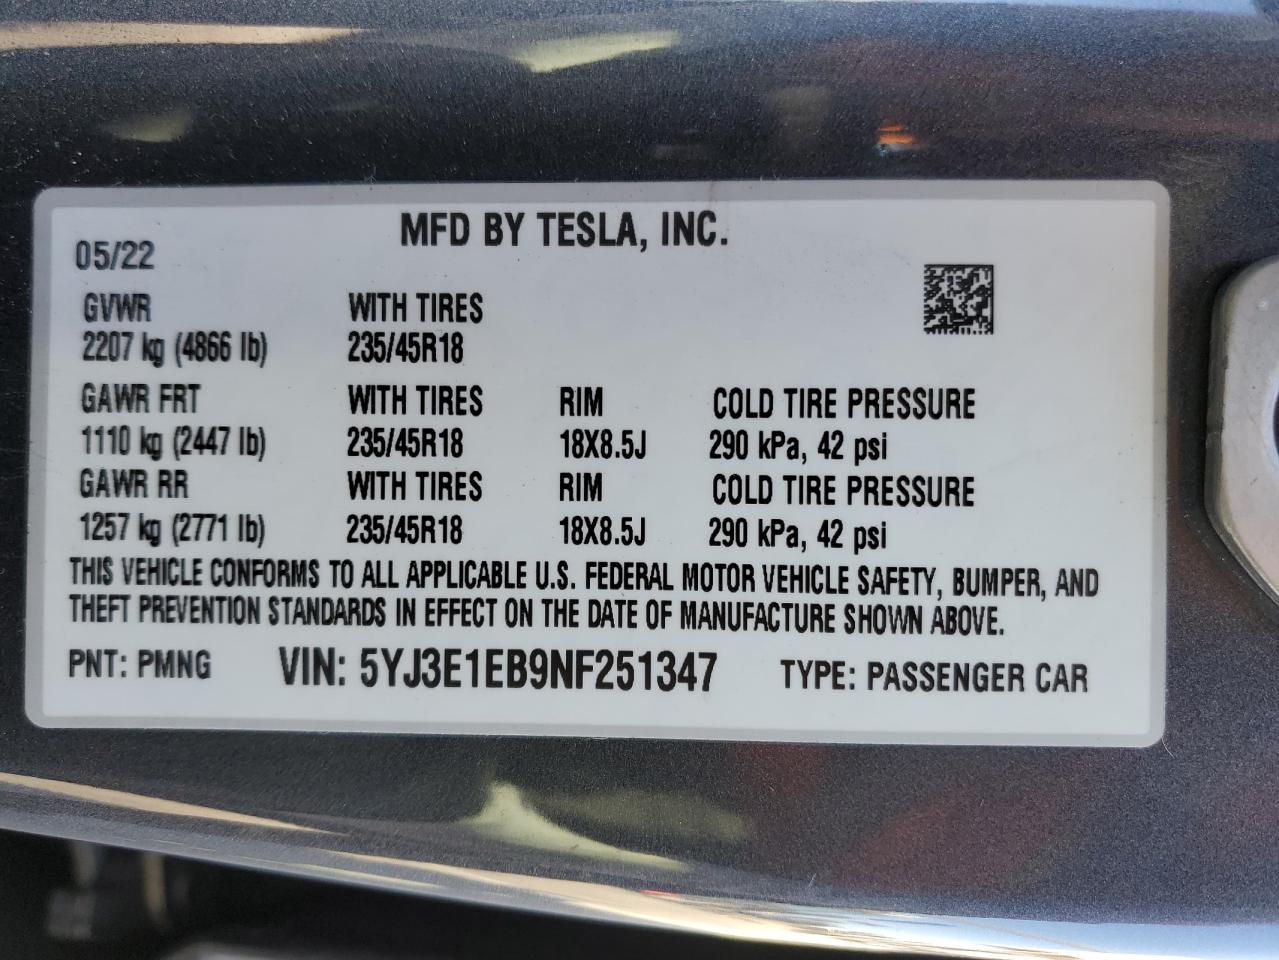 MFD BY TESLA, INC.
05/22
GVWR WITH TIRES
2207 kg (4866 lb) 235/45R18
GAWR FRT WITH TIRES RIM COLD TIRE PRESSURE
1110 kg (2447 lb) 235/45R18 18X8.5J 290 kPa, 42 psi
GAWR RR WITH TIRES RIM COLD TIRE PRESSURE
1257 kg (2771 lb) 235/45R18 18X8.5J 290 kPa, 42 psi
THIS VEHICLE CONFORMS TO ALL APPLICABLE U.S. FEDERAL MOTOR VEHICLE SAFETY, BUMPER, AND
THEFT PREVENTION STANDARDS IN EFFECT ON THE DATE OF MANUFACTURE SHOWN ABOVE.
PNT: PMNG VIN: 5YJ3E1EB9NF251347 TYPE: PASSENGER CAR